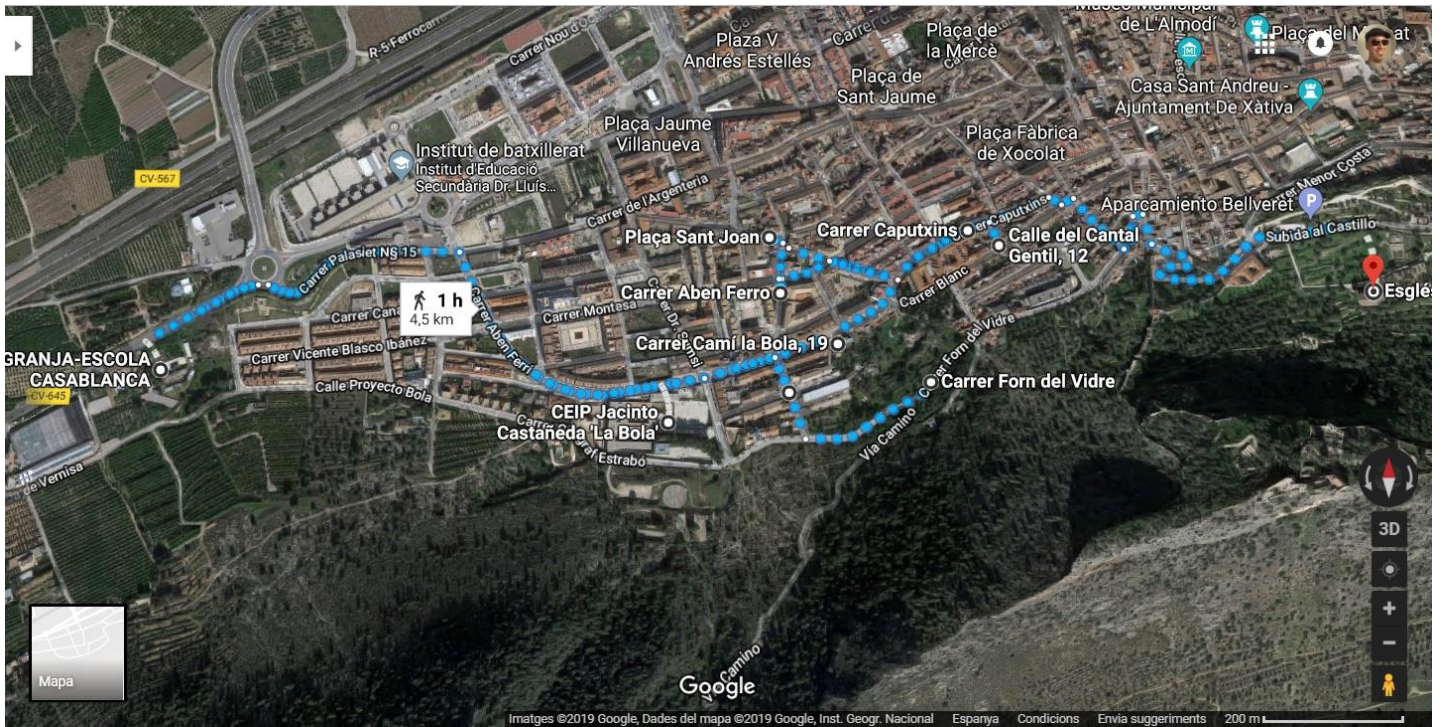 Museo Municipal
de L'Almodí
Plaça de
la Mercè
Plaza V
Andrés Estellés
Carrer Nou d'O
R-5 Ferrocarril
Plaça de
Sant Jaume
Casa Sant Andreu -
Ajuntament De Xàtiva
Plaça Jaume
Villanueva
Plaça Fàbrica
de Xocolat
Institut de batxillerat
Institut d'Educació
Secundària Dr. Lluís...
CV-567
Carrer de l'Argenteria
Carrer Menor Costa
Aparcamiento Bellveret
P
Carrer Caputxins
Carrer Caputxins
Subida al Castillo
Plaça Sant Joan
Calle del Cantal
Gentil, 12
Carrer Palasiet N§ 15
Carrer Aben Ferro
Carrer Blanc
Esglés
1 h
4,5 km
Carrer Montesa
Carrer Vicente Blasco Ibáñez
Carrer Camí la Bola, 19
Carrer Forn del Vidre
GRANJA-ESCOLA
CASABLANCA
Carrer Aben Ferri
Calle Proyecto Bola
CV-645
Carrer Forn del Vidre
CEIP Jacinto
Castañeda 'La Bola'
Estrabó
Via Camino
de Vernisa
3D
+
−
Mapa
Camino
Google
Imatges ©2019 Google, Dades del mapa ©2019 Google, Inst. Geogr. Nacional Espanya Condicions Envia suggeriments 200 m